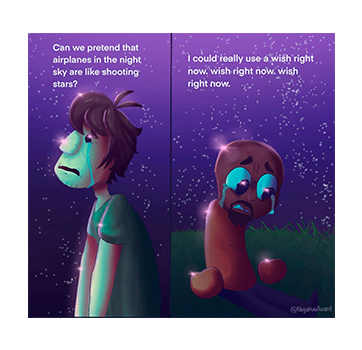 Can we pretend that
airplanes in the night
sky are like shooting
stars?
I could really use a wish right
now. wish right now. wish
right now.
@NegativeAward